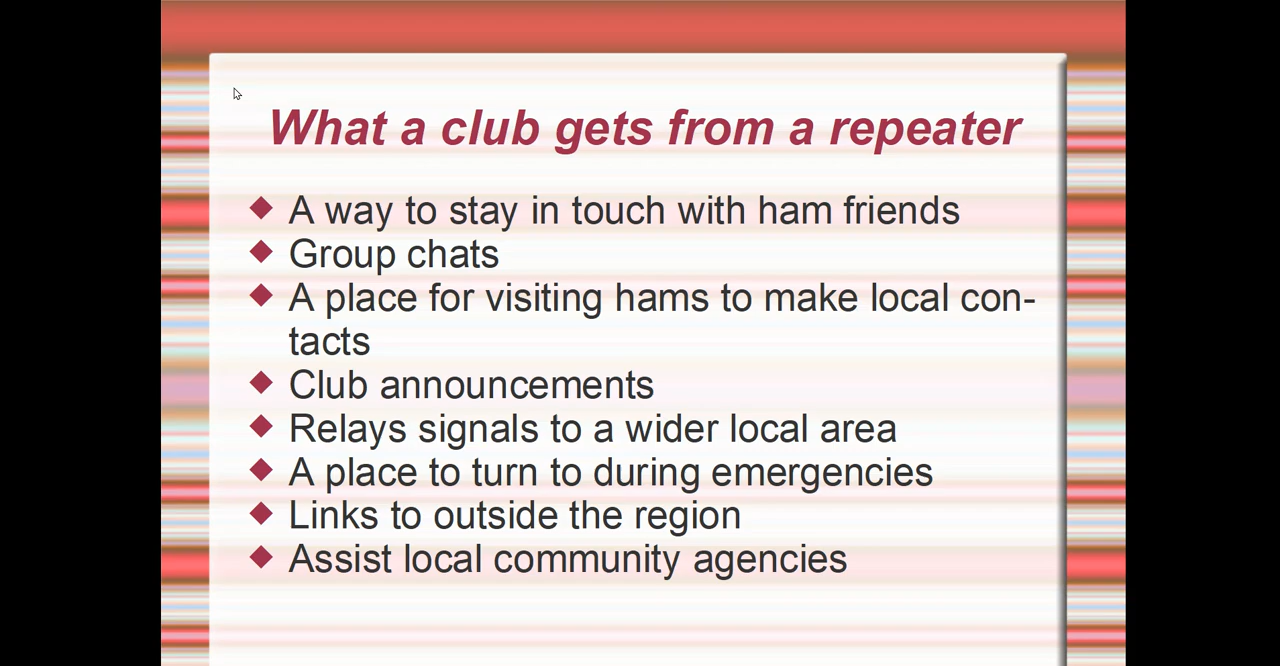 What a club gets from a repeater
A way to stay in touch with ham friends
Group chats
A place for visiting hams to make local con-
tacts
Club announcements
Relays signals to a wider local area
A place to turn to during emergencies
Links to outside the region
Assist local community agencies